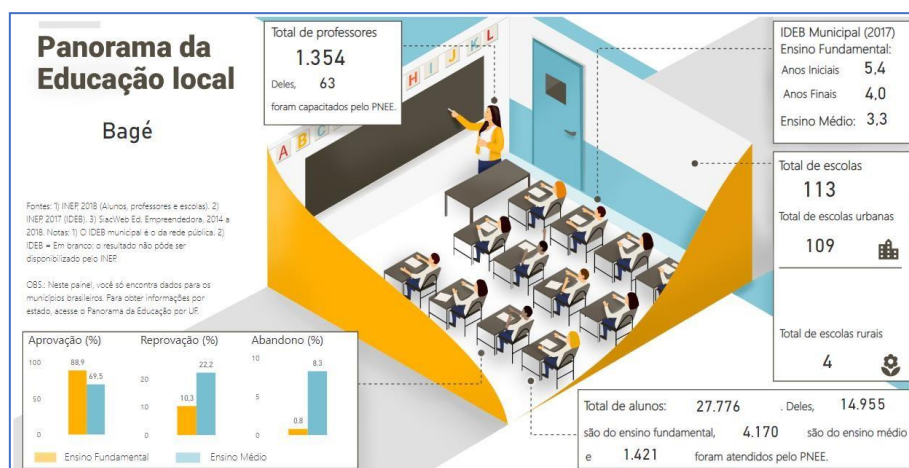 Panorama da
Educação local
Bagé
Fontes: 1) INEP, 2018 (Alunos, professores e escolas). 2)
INEP, 2017 (IDEB). 3) SiacWeb Ed. Empreendedora, 2014 a
2018. Notas: 1) O IDEB municipal é o da rede pública. 2)
IDEB = Em branco: o resultado não pôde ser
disponibilizado pelo INEP.
OBS.: Neste painel, você só encontra dados para os
municípios brasileiros. Para obter informações por
estado, acesse o Panorama da Educação por UF.
Total de professores
1.354
Deles, 63
foram capacitados pelo PNEE.
A B C H I J K L
IDEB Municipal (2017)
Ensino Fundamental:
Anos Iniciais 5,4
Anos Finais 4,0
Ensino Médio: 3,3
Total de escolas
113
Total de escolas urbanas
109
Total de escolas rurais
4
Aprovação (%)
100
50
0
88,9
69,5
Reprovação (%)
20
10
0
10,3
22,2
Abandono (%)
10
5
0
0.8
8.3
Ensino Fundamental Ensino Médio
Total de alunos: 27.776 . Deles, 14.955
são do ensino fundamental, 4.170 são do ensino médio
e 1.421 foram atendidos pelo PNEE.